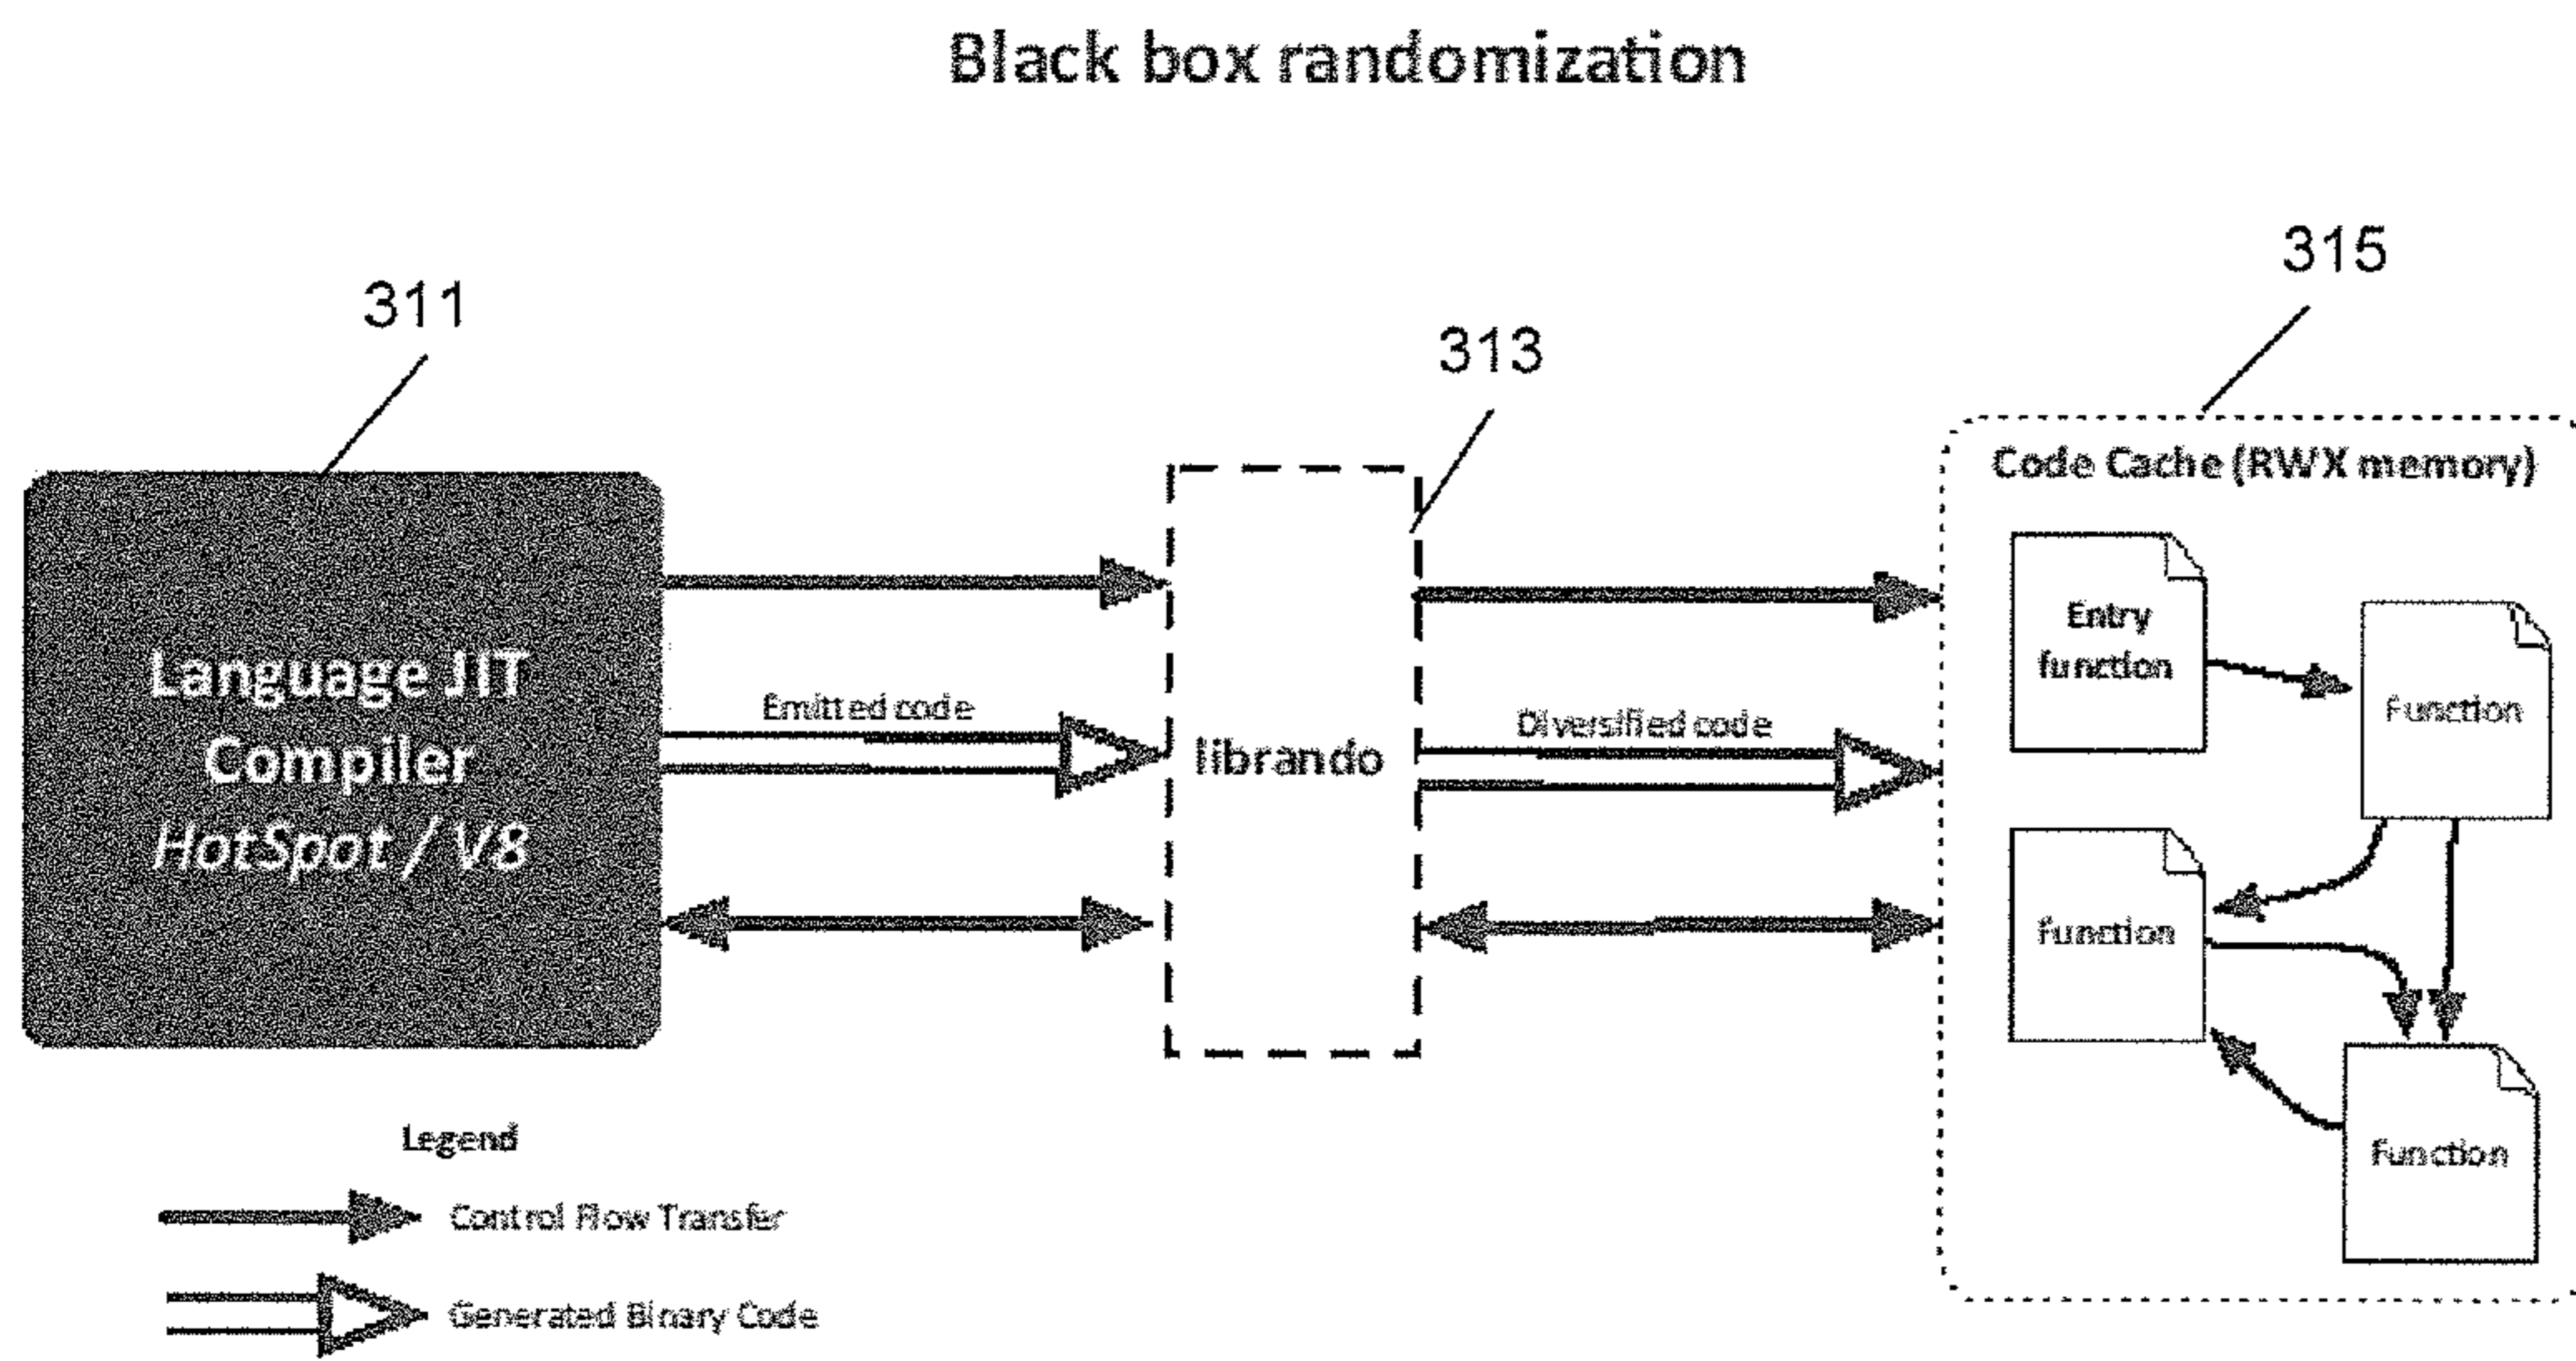 Black box randomization
311
313
315
Language JIT
Compiler
HotSpot / V8
Emitted code
librando
Diversified code
Code Cache (RWX memory)
Entry
function
Function
Function
Function
Legend
Control Flow Transfer
Generated Binary Code